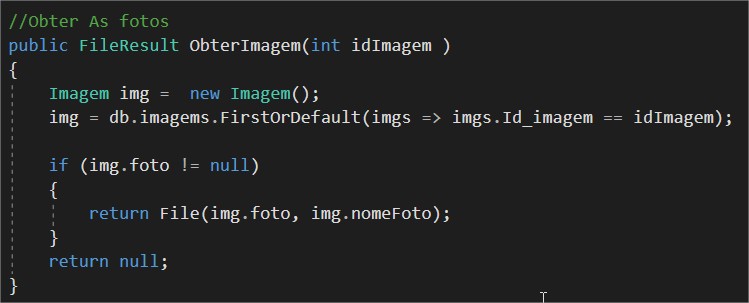 //Obter As fotos
public FileResult ObterImagem(int idImagem )
{
Imagem img =  new Imagem();
img = db.imagems.FirstOrDefault(imgs => imgs.Id_imagem == idImagem);
if (img.foto != null)
{
return File(img.foto, img.nomeFoto);
}
return null;
}